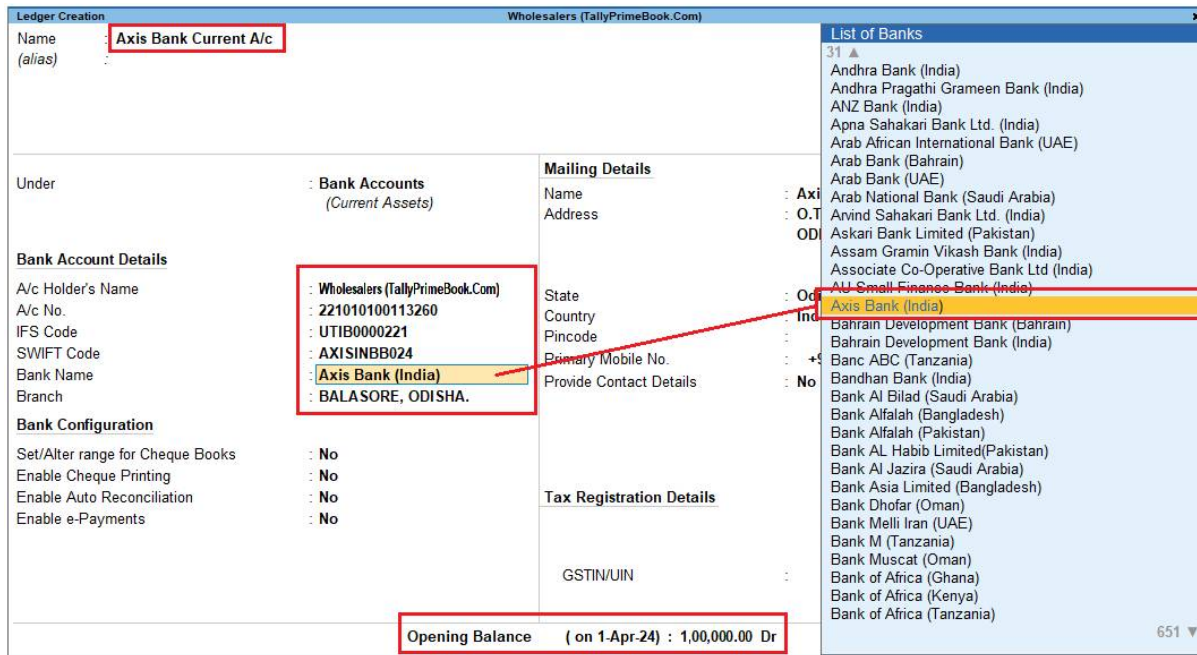 Ledger Creation Wholesalers (TallyPrimeBook.Com)
Name : Axis Bank Current A/c
(alias) :
Under : Bank Accounts
(Current Assets)
Bank Account Details
A/c Holder's Name : Wholesalers (TallyPrimeBook.Com)
A/c No. : 221010100113260
IFS Code : UTIB0000221
SWIFT Code : AXISINBB024
Bank Name : Axis Bank (India)
Branch : BALASORE, ODISHA.
Bank Configuration
Set/Alter range for Cheque Books : No
Enable Cheque Printing : No
Enable Auto Reconciliation : No
Enable e-Payments : No
Mailing Details
Name : Axi
Address : O.T
ODI
State : Odi
Country : Ind
Pincode :
Primary Mobile No. +9
Provide Contact Details : No
Tax Registration Details
GSTIN/UIN :
Opening Balance ( on 1-Apr-24) : 1,00,000.00 Dr
List of Banks
31 ▲
Andhra Bank (India)
Andhra Pragathi Grameen Bank (India)
ANZ Bank (India)
Apna Sahakari Bank Ltd. (India)
Arab African International Bank (UAE)
Arab Bank (Bahrain)
Arab Bank (UAE)
Arab National Bank (Saudi Arabia)
Arvind Sahakari Bank Ltd. (India)
Askari Bank Limited (Pakistan)
Assam Gramin Vikash Bank (India)
Associate Co-Operative Bank Ltd (India)
AU Small Finance Bank (India)
Axis Bank (India)
Bahrain Development Bank (Bahrain)
Bahrain Development Bank (India)
Banc ABC (Tanzania)
Bandhan Bank (India)
Bank Al Bilad (Saudi Arabia)
Bank Alfalah (Bangladesh)
Bank Alfalah (Pakistan)
Bank AL Habib Limited(Pakistan)
Bank Al Jazira (Saudi Arabia)
Bank Asia Limited (Bangladesh)
Bank Dhofar (Oman)
Bank Melli Iran (UAE)
Bank M (Tanzania)
Bank Muscat (Oman)
Bank of Africa (Ghana)
Bank of Africa (Kenya)
Bank of Africa (Tanzania)
651 ▼